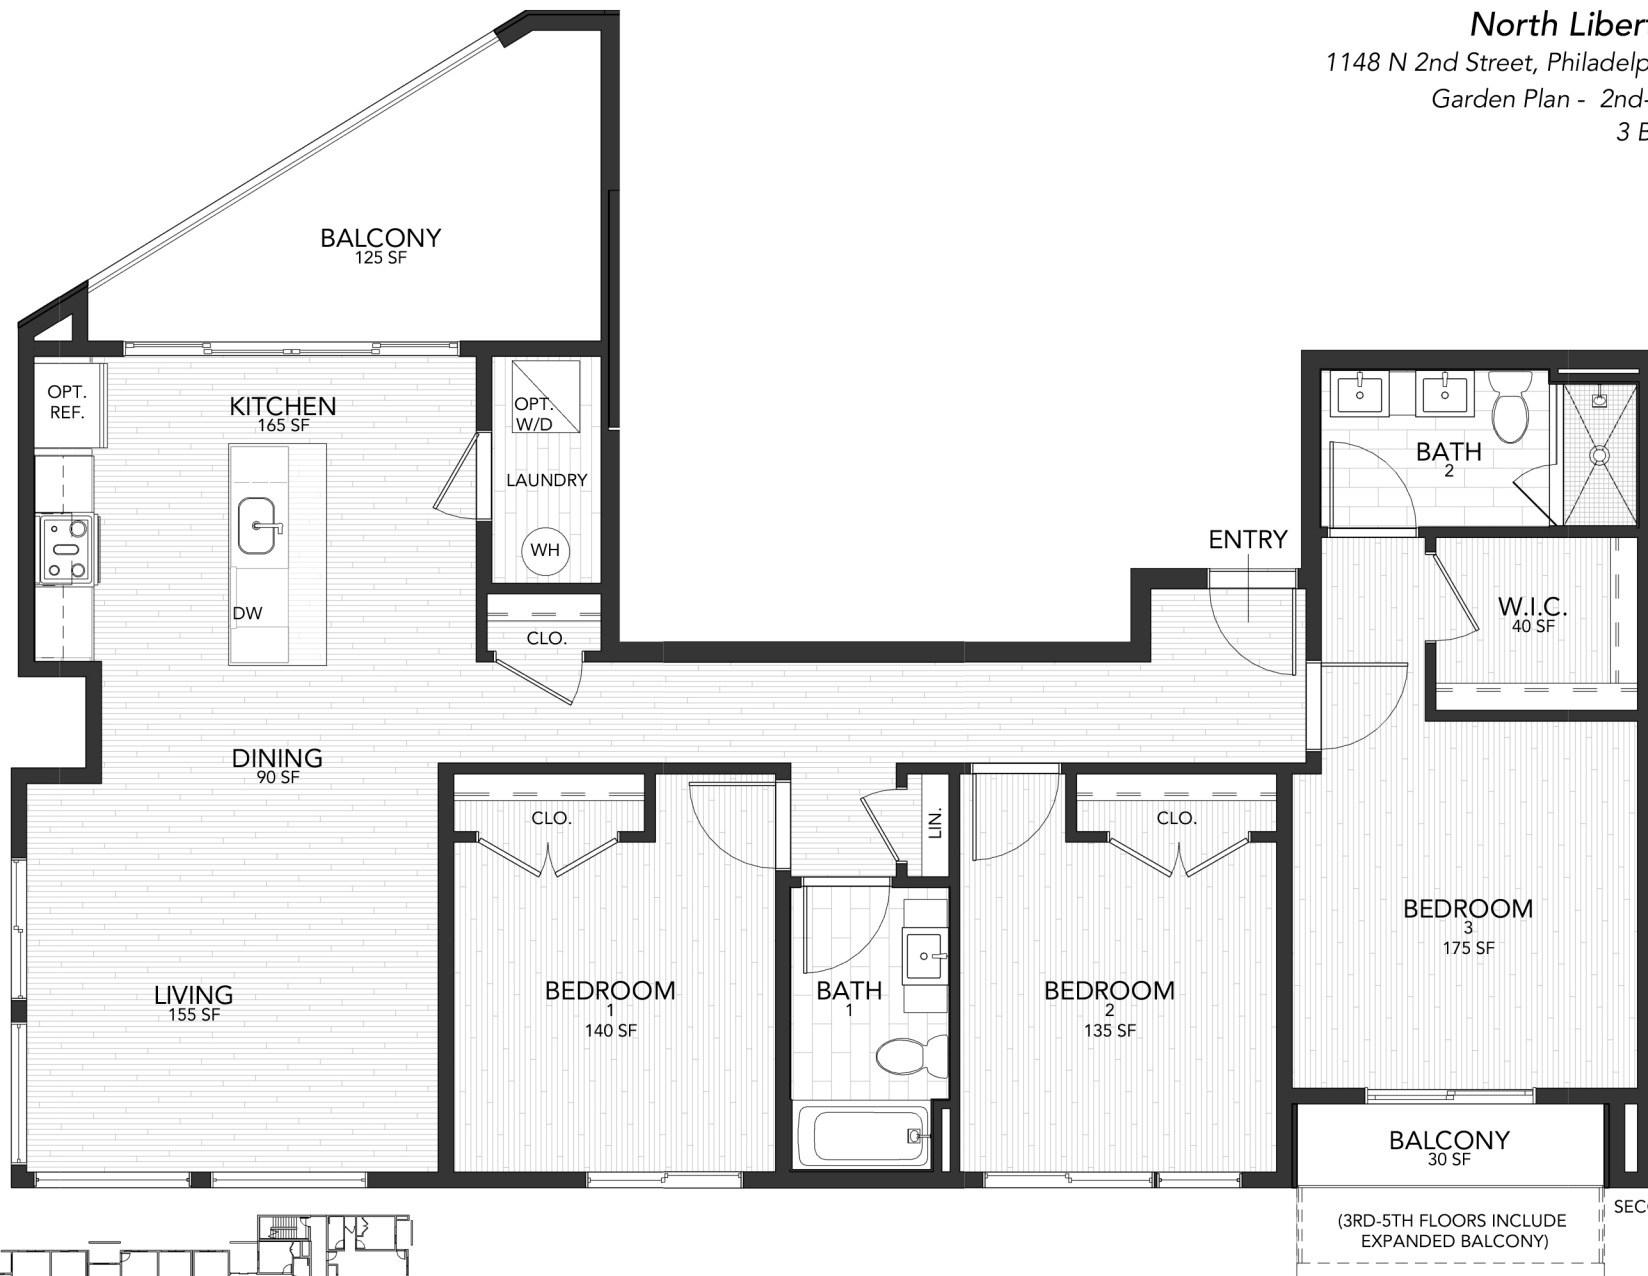 North Liber
1148 N 2nd Street, Philadelp
Garden Plan - 2nd-
3 B
BALCONY
125 SF
OPT.
REF.
KITCHEN
165 SF
OPT.
W/D
LAUNDRY
WH
DW
CLO.
ENTRY
BATH
2
W.I.C.
40 SF
DINING
90 SF
CLO.
LIN.
CLO.
LIVING
155 SF
BEDROOM
1
140 SF
BATH
1
BEDROOM
2
135 SF
BEDROOM
3
175 SF
BALCONY
30 SF
(3RD-5TH FLOORS INCLUDE
EXPANDED BALCONY)
SEC